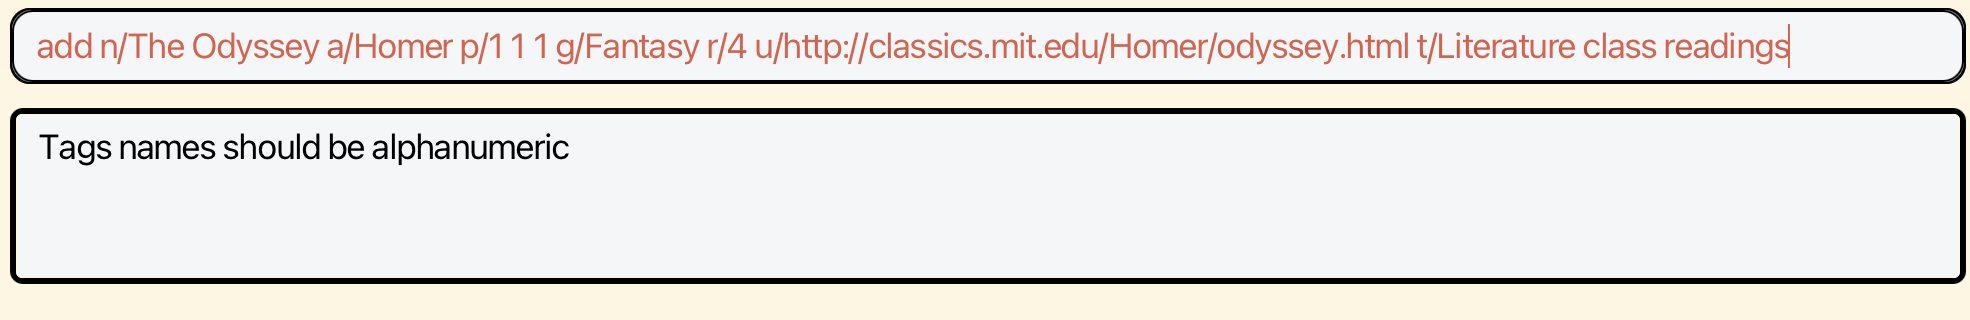 add n/The Odyssey a/Homer p/1 1 1 g/Fantasy r/4 u/http://classics.mit.edu/Homer/odyssey.html t/Literature class readings
Tags names should be alphanumeric